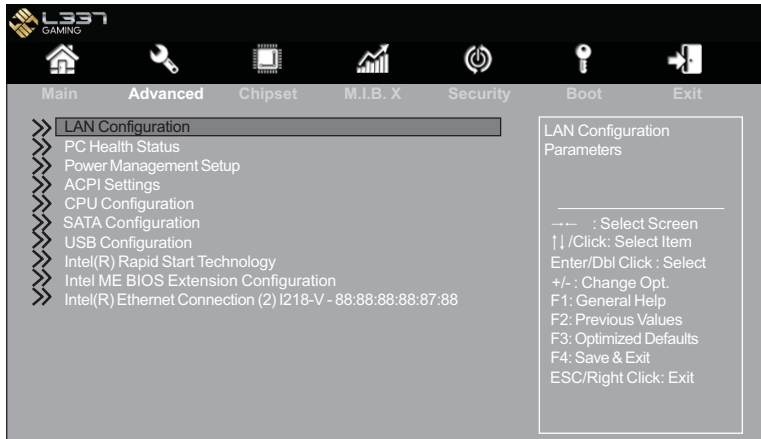 L337
GAMING
Main Advanced Chipset M.I.B. X Security Boot Exit
LAN Configuration
PC Health Status
Power Management Setup
ACPI Settings
CPU Configuration
SATA Configuration
USB Configuration
Intel(R) Rapid Start Technology
Intel ME BIOS Extension Configuration
Intel(R) Ethernet Connection (2) I218-V - 88:88:88:88:87:88
LAN Configuration
Parameters
→← : Select Screen
↑↓/Click: Select Item
Enter/Dbl Click : Select
+/- : Change Opt.
F1: General Help
F2: Previous Values
F3: Optimized Defaults
F4: Save & Exit
ESC/Right Click: Exit